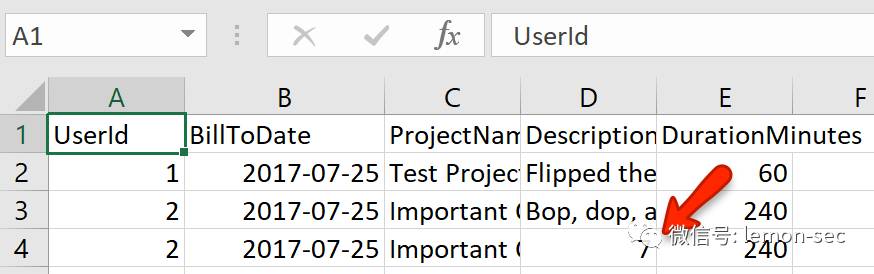 A1 fx UserId
A B C D E F
1 UserId BillToDate ProjectNam Description DurationMinutes
2 1 2017-07-25 Test Project Flipped the 60
3 2 2017-07-25 Important Bop, dop, a 240
4 2 2017-07-25 Important 7 240
微信号: lemon-sec